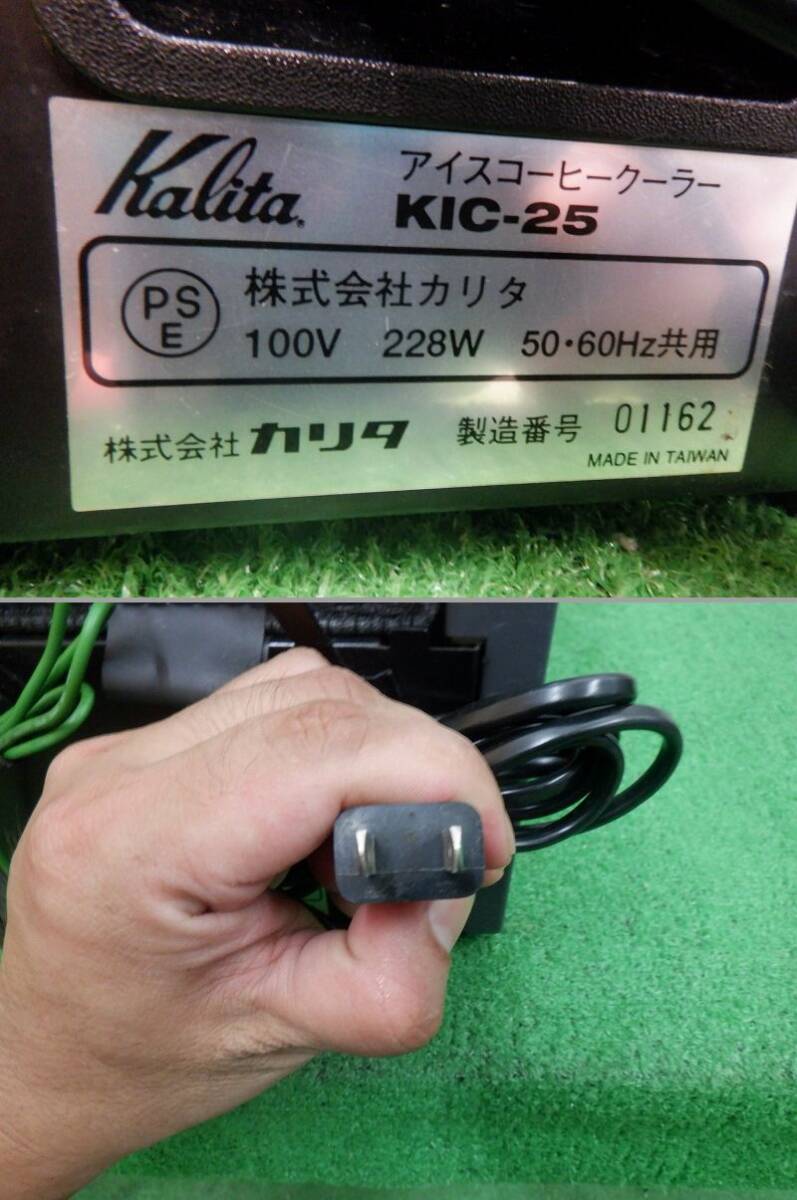 Kalita®
アイスコーヒークーラー
KIC-25
PSE
株式会社カリタ
100V 228W 50・60Hz共用
株式会社カリタ 製造番号 01162
MADE IN TAIWAN